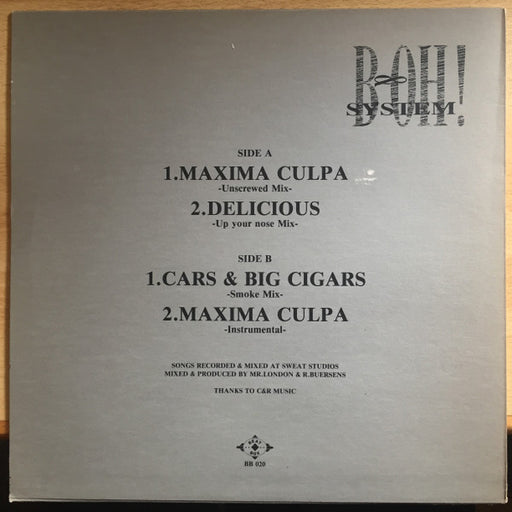 B-OH!
SYSTEM
SIDE A
1.MAXIMA CULPA
-Unscrewed Mix-
2.DELICIOUS
-Up your nose Mix-
SIDE B
1.CARS & BIG CIGARS
-Smoke Mix-
2.MAXIMA CULPA
-Instrumental-
SONGS RECORDED & MIXED AT SWEAT STUDIOS
MIXED & PRODUCED BY MR.LONDON & R.BUERSENS
THANKS TO C&R MUSIC
BEAT
BOX
BB 020